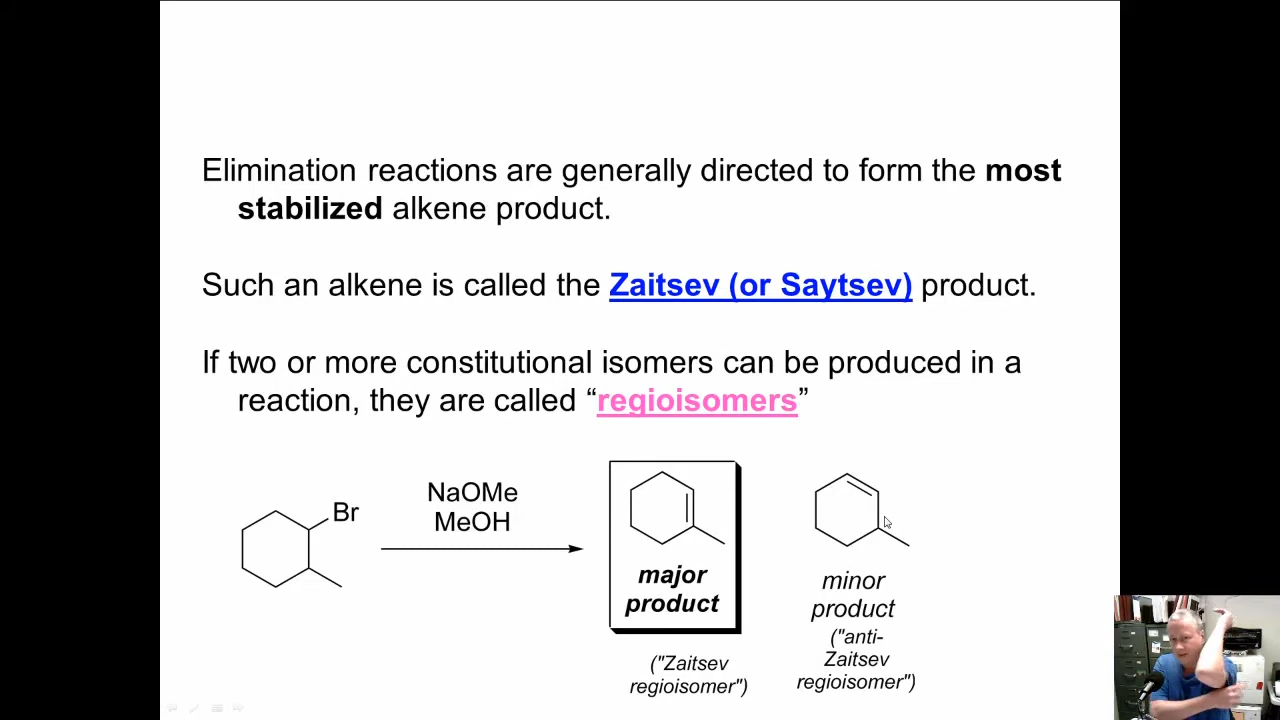 Elimination reactions are generally directed to form the most
stabilized alkene product.
Such an alkene is called the Zaitsev (or Saytsev) product.
If two or more constitutional isomers can be produced in a
reaction, they are called “regioisomers”
Br
NaOMe
MeOH
major
product
("Zaitsev
regioisomer")
minor
product
("anti-
Zaitsev
regioisomer")